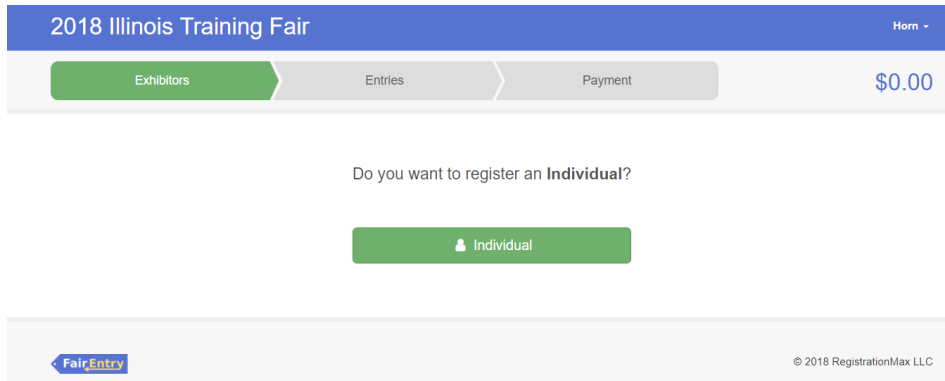 2018 Illinois Training Fair
Horn
Exhibitors
Entries
Payment
$0.00
Do you want to register an Individual?
Individual
FairEntry
© 2018 RegistrationMax LLC